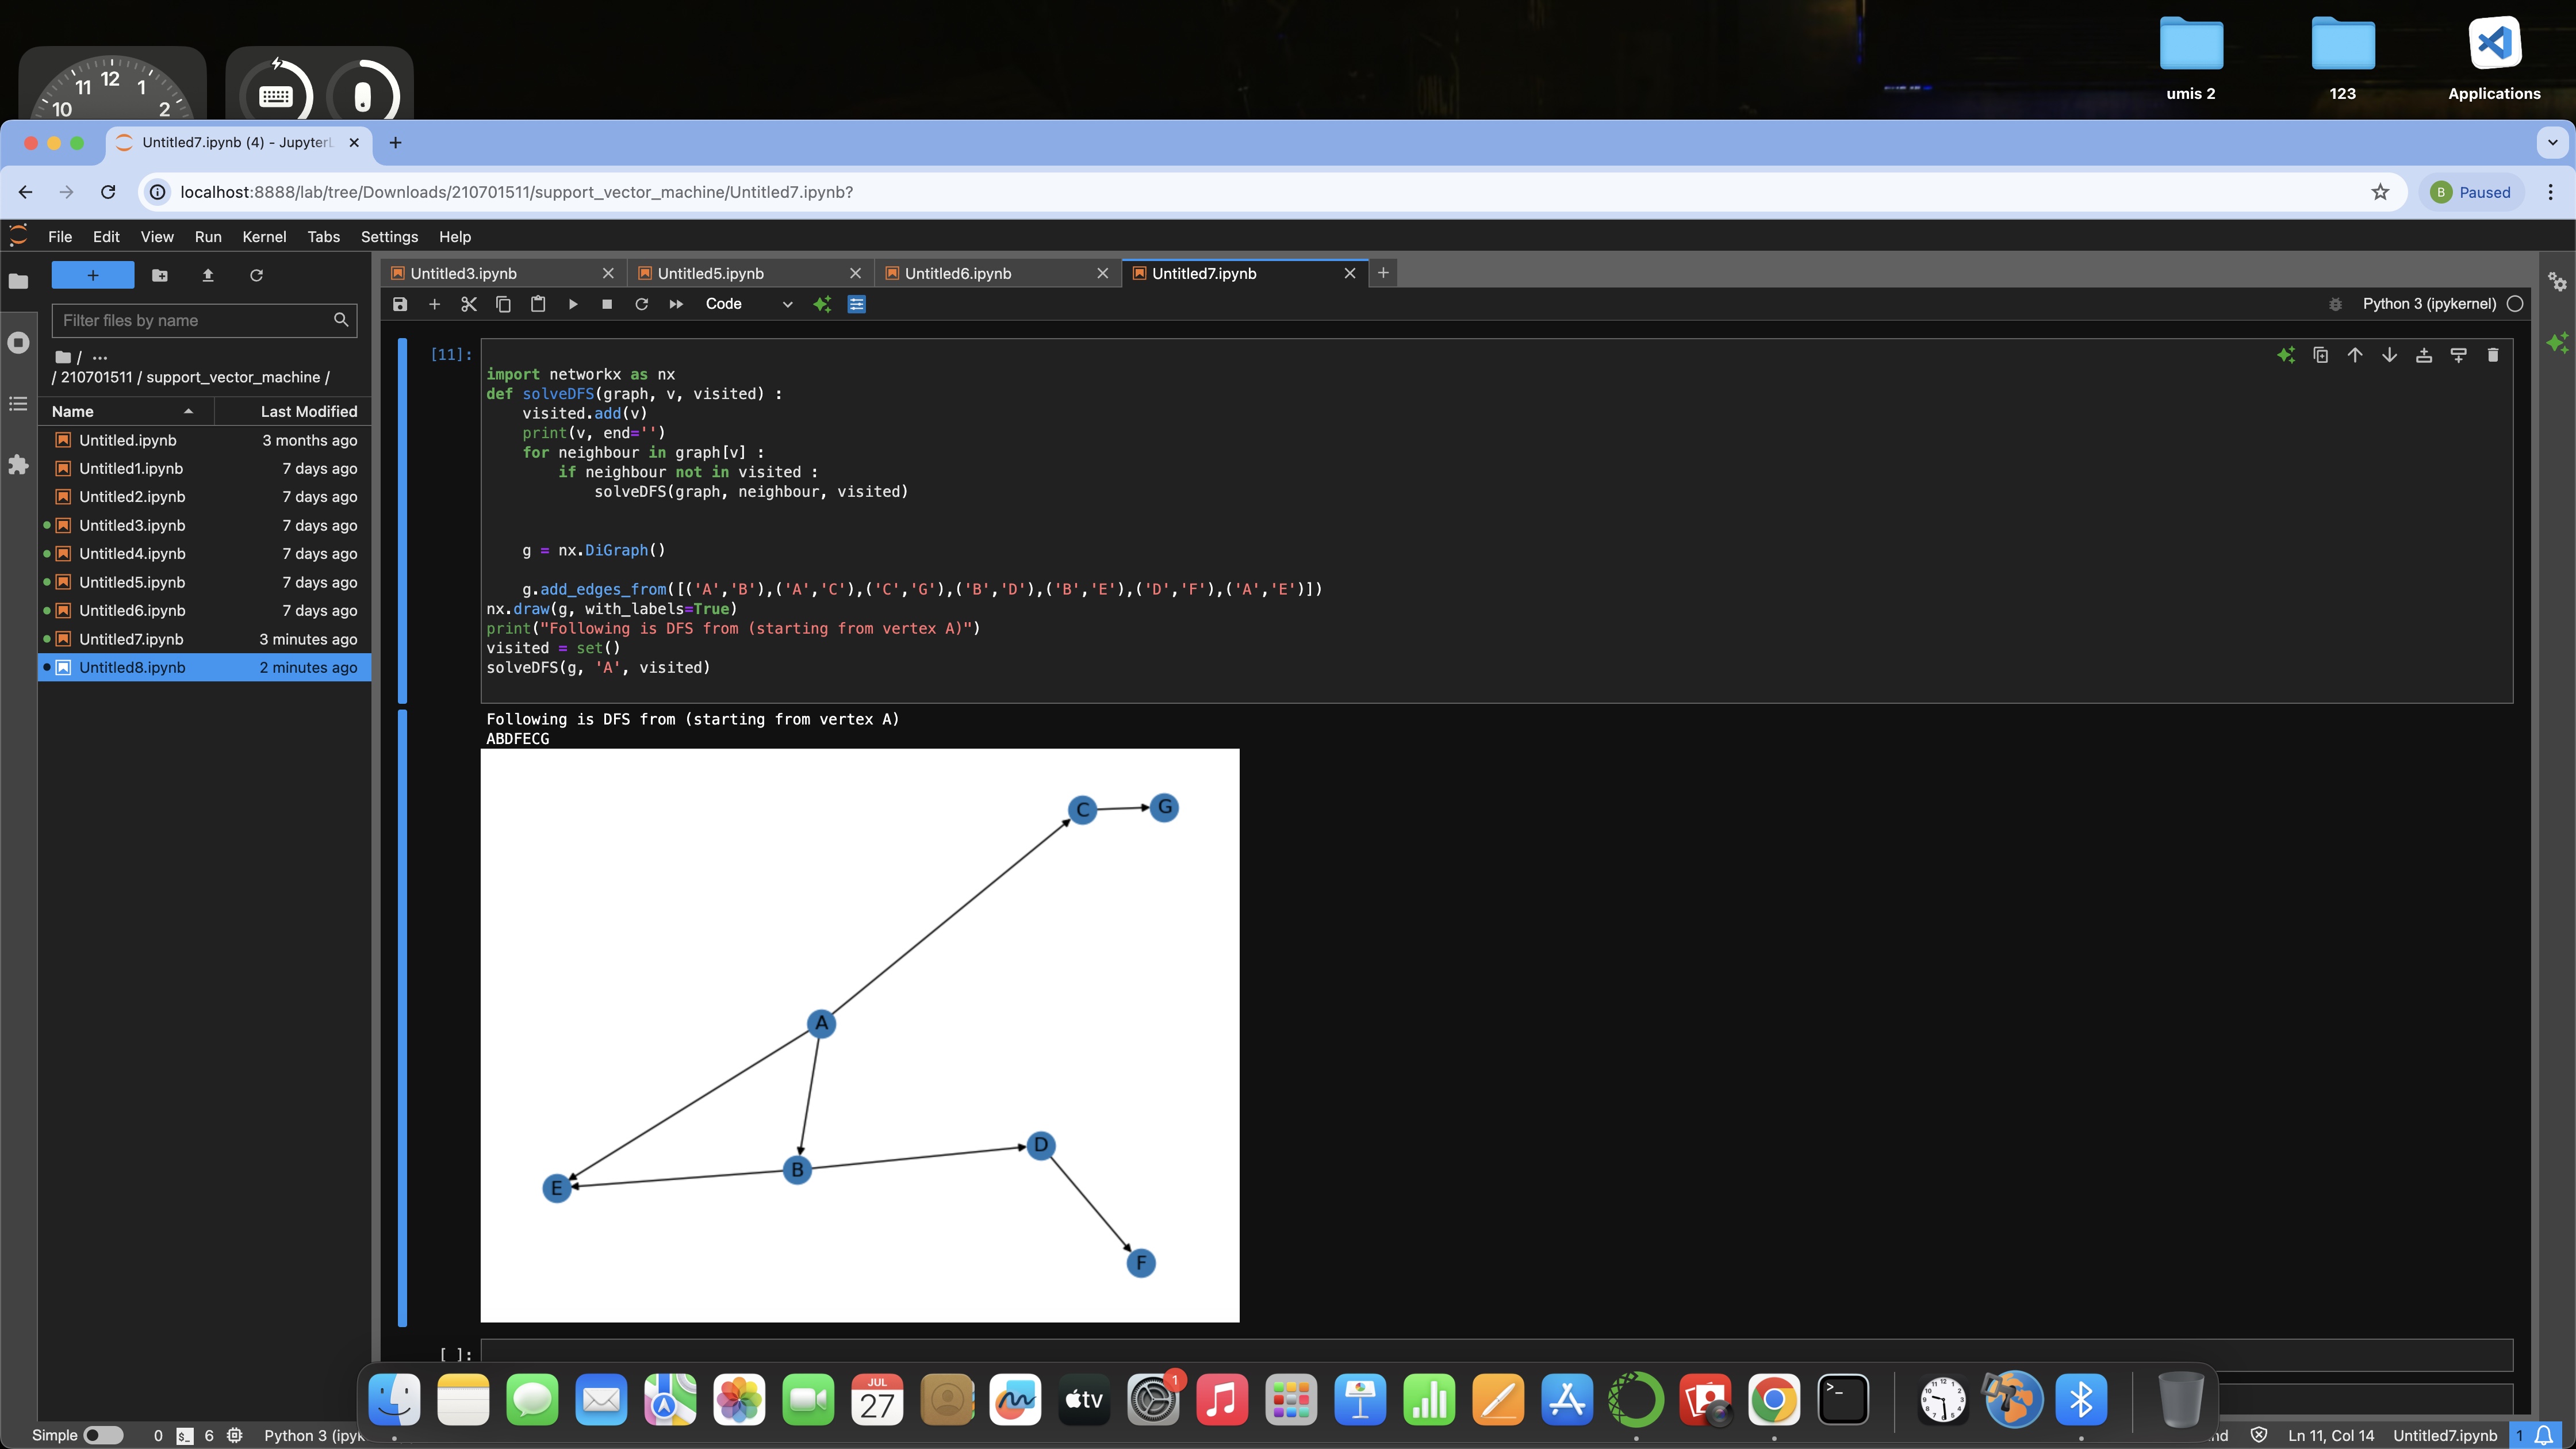 12
11
1
10
2
umis 2
123
Applications
Untitled7.ipynb (4) - Jupyter
localhost:8888/lab/tree/Downloads/210701511/support_vector_machine/Untitled7.ipynb?
B Paused
File Edit View Run Kernel Tabs Settings Help
Untitled3.ipynb
Untitled5.ipynb
Untitled6.ipynb
Untitled7.ipynb
Code
Python 3 (ipykernel)
Filter files by name
/ ...
/ 210701511 / support_vector_machine /
Name Last Modified
Untitled.ipynb 3 months ago
Untitled1.ipynb 7 days ago
Untitled2.ipynb 7 days ago
Untitled3.ipynb 7 days ago
Untitled4.ipynb 7 days ago
Untitled5.ipynb 7 days ago
Untitled6.ipynb 7 days ago
Untitled7.ipynb 3 minutes ago
Untitled8.ipynb 2 minutes ago
[11]:
import networkx as nx
def solveDFS(graph, v, visited) :
    visited.add(v)
    print(v, end='')
    for neighbour in graph[v] :
        if neighbour not in visited :
            solveDFS(graph, neighbour, visited)
    g = nx.DiGraph()
    g.add_edges_from([('A','B'),('A','C'),('C','G'),('B','D'),('B','E'),('D','F'),('A','E')])
nx.draw(g, with_labels=True)
print("Following is DFS from (starting from vertex A)")
visited = set()
solveDFS(g, 'A', visited)
Following is DFS from (starting from vertex A)
ABDFECG
C
G
A
D
B
E
F
[ ]:
JUL
27
tv
1
>_
Simple
0
$_
6
Python 3 (ipyk
nd
Ln 11, Col 14
Untitled7.ipynb
1